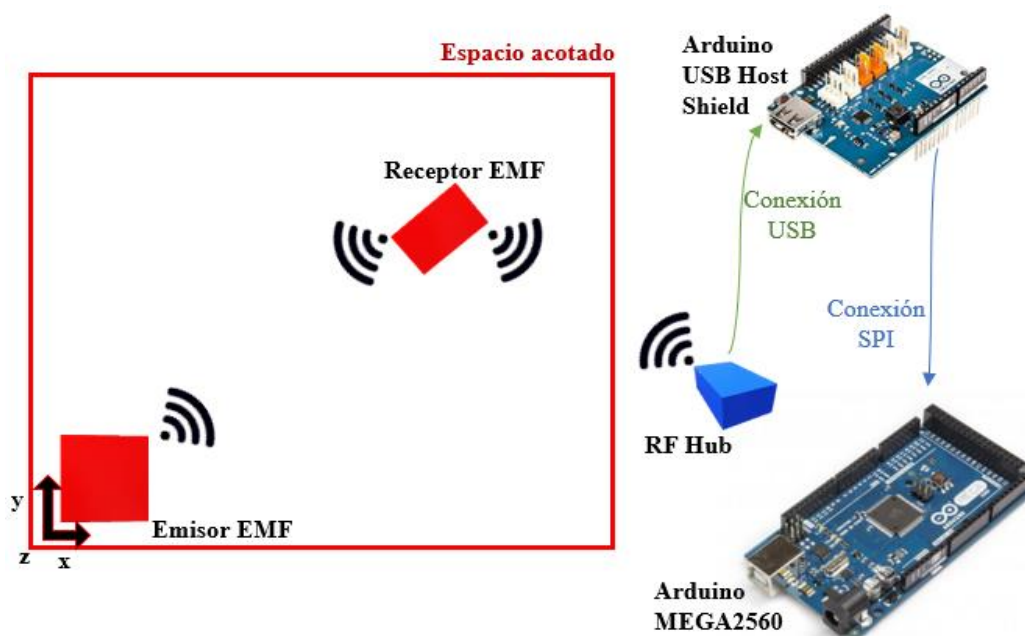 Espacio acotado
Arduino
USB Host
Shield
Receptor EMF
Conexión
USB
Conexión
SPI
RF Hub
y
z
x
Emisor EMF
Arduino
MEGA2560